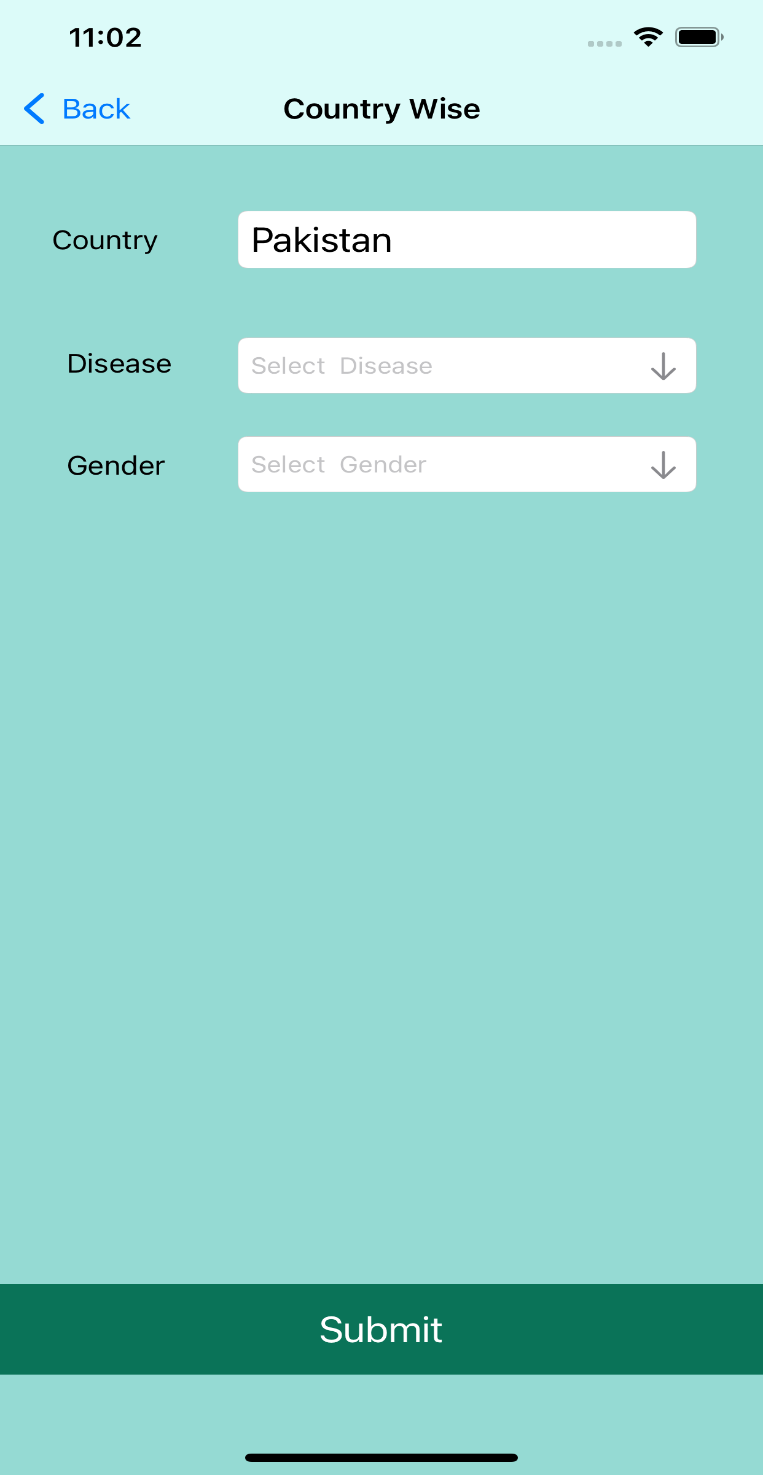 11:02
Back Country Wise
Country Pakistan
Disease Select Disease
Gender Select Gender
Submit